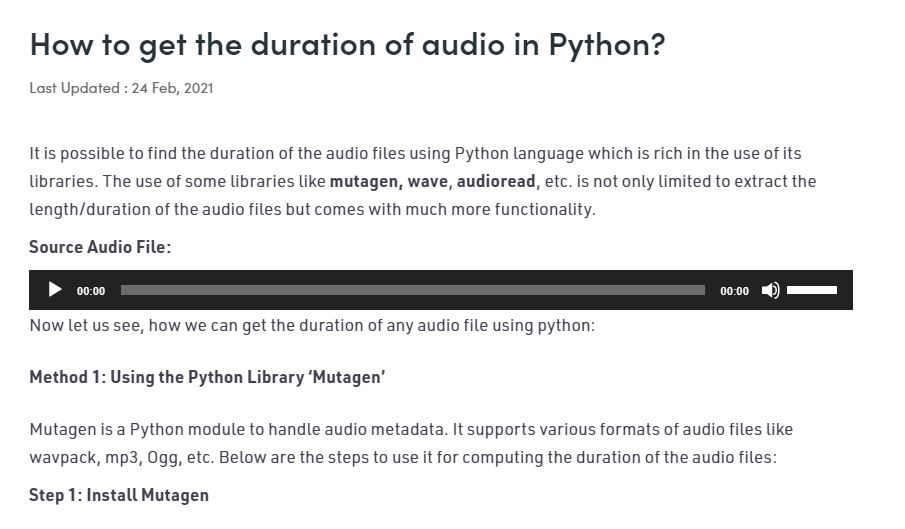 How to get the duration of audio in Python?
Last Updated : 24 Feb, 2021
It is possible to find the duration of the audio files using Python language which is rich in the use of its
libraries. The use of some libraries like mutagen, wave, audioread, etc. is not only limited to extract the
length/duration of the audio files but comes with much more functionality.
Source Audio File:
00:00 00:00
Now let us see, how we can get the duration of any audio file using python:
Method 1: Using the Python Library ‘Mutagen’
Mutagen is a Python module to handle audio metadata. It supports various formats of audio files like
wavpack, mp3, Ogg, etc. Below are the steps to use it for computing the duration of the audio files:
Step 1: Install Mutagen